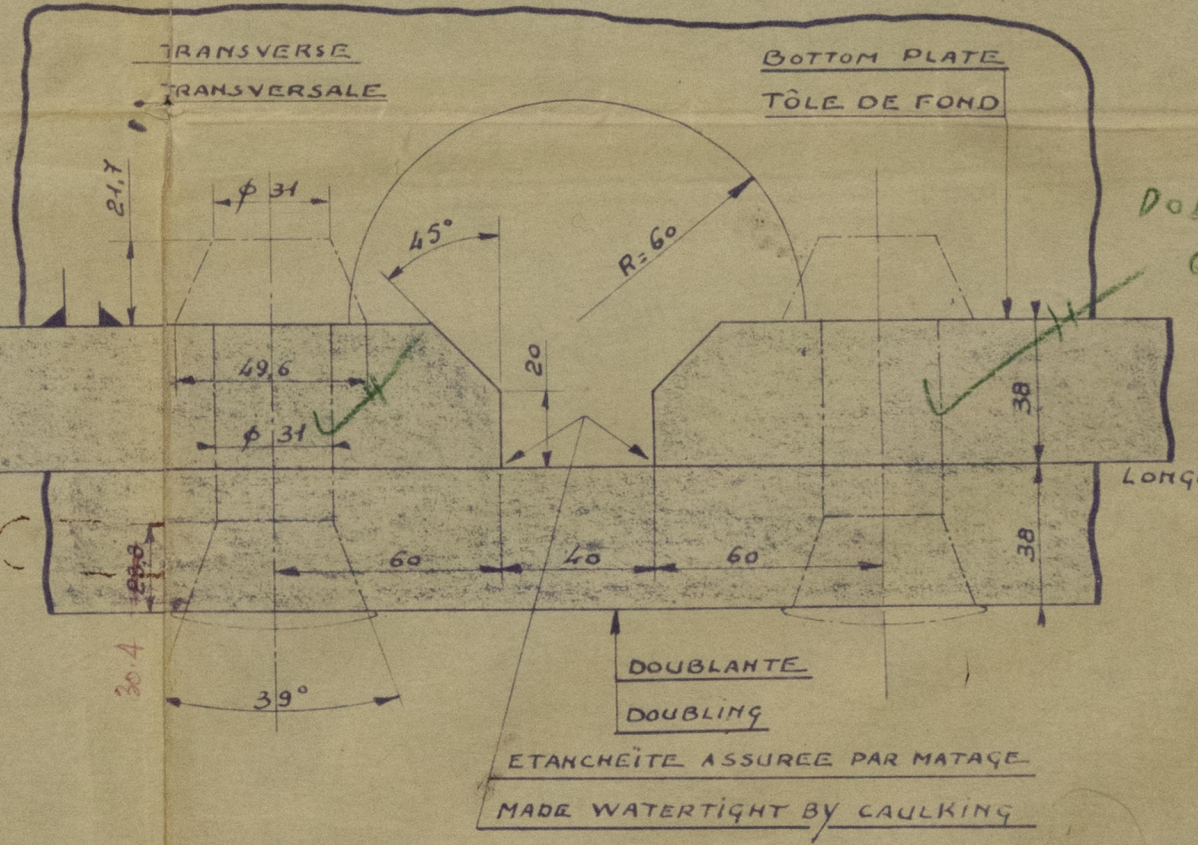 TRANSVERSE
TRANSVERSALE
BOTTOM PLATE
TÔLE DE FOND
21,7
φ 31
45°
R=60
49,6
φ 31
20
38
LONG
38
60
40
60
30.4
39°
DOUBLANTE
DOUBLING
ETANCHEÏTE ASSUREE PAR MATAGE
MADE WATERTIGHT BY CAULKING